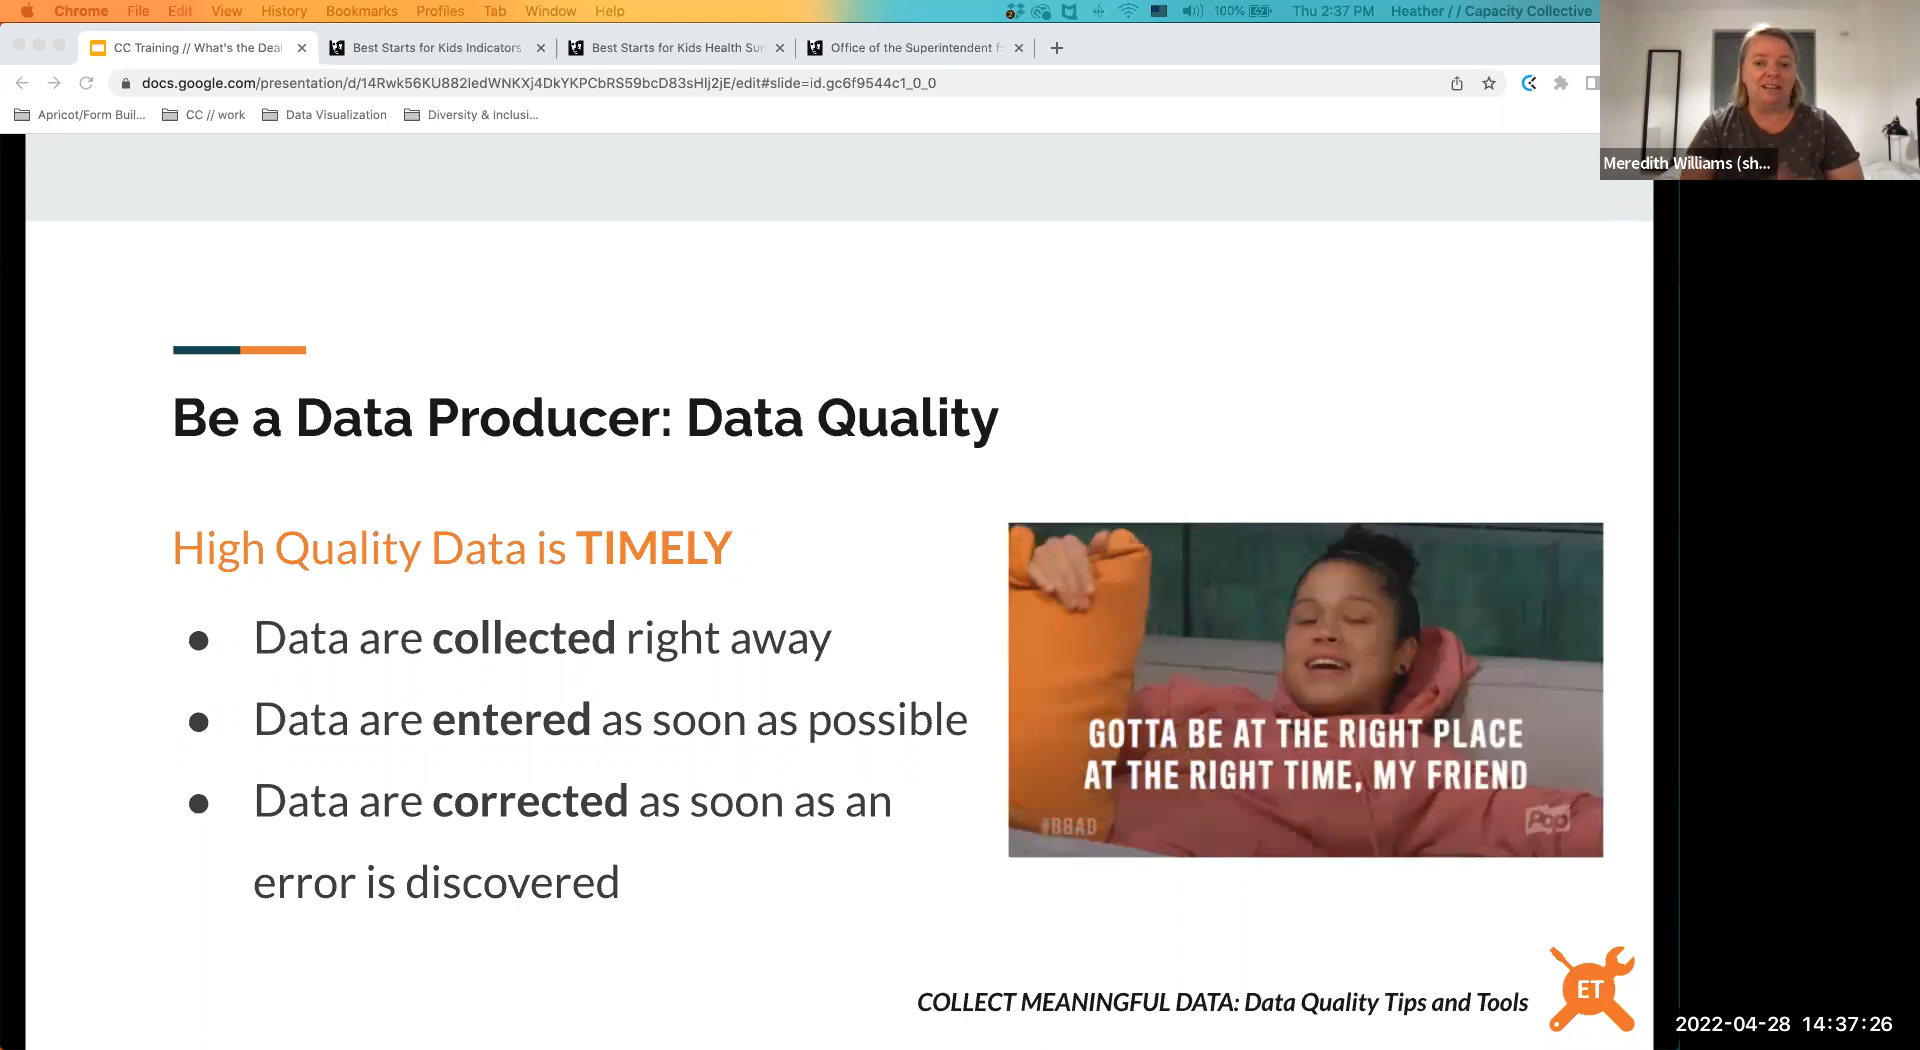 Chrome File Edit View History Bookmarks Profiles Tab Window Help 100% Thu 2:37 PM Heather // Capacity Collective
CC Training // What's the Deal Best Starts for Kids Indicators Best Starts for Kids Health Sur Office of the Superintendent f
docs.google.com/presentation/d/14Rwk56KU882ledWNKXj4DkYKPCbRS59bcD83sHlj2jE/edit#slide=id.gc6f9544c1_0_0
Apricot/Form Buil... CC // work Data Visualization Diversity & Inclusi...
Meredith Williams (sh...
Be a Data Producer: Data Quality
High Quality Data is TIMELY
● Data are collected right away
● Data are entered as soon as possible
● Data are corrected as soon as an
error is discovered
GOTTA BE AT THE RIGHT PLACE
AT THE RIGHT TIME, MY FRIEND
#BBAD
Pop
COLLECT MEANINGFUL DATA: Data Quality Tips and Tools
ET
2022-04-28 14:37:26